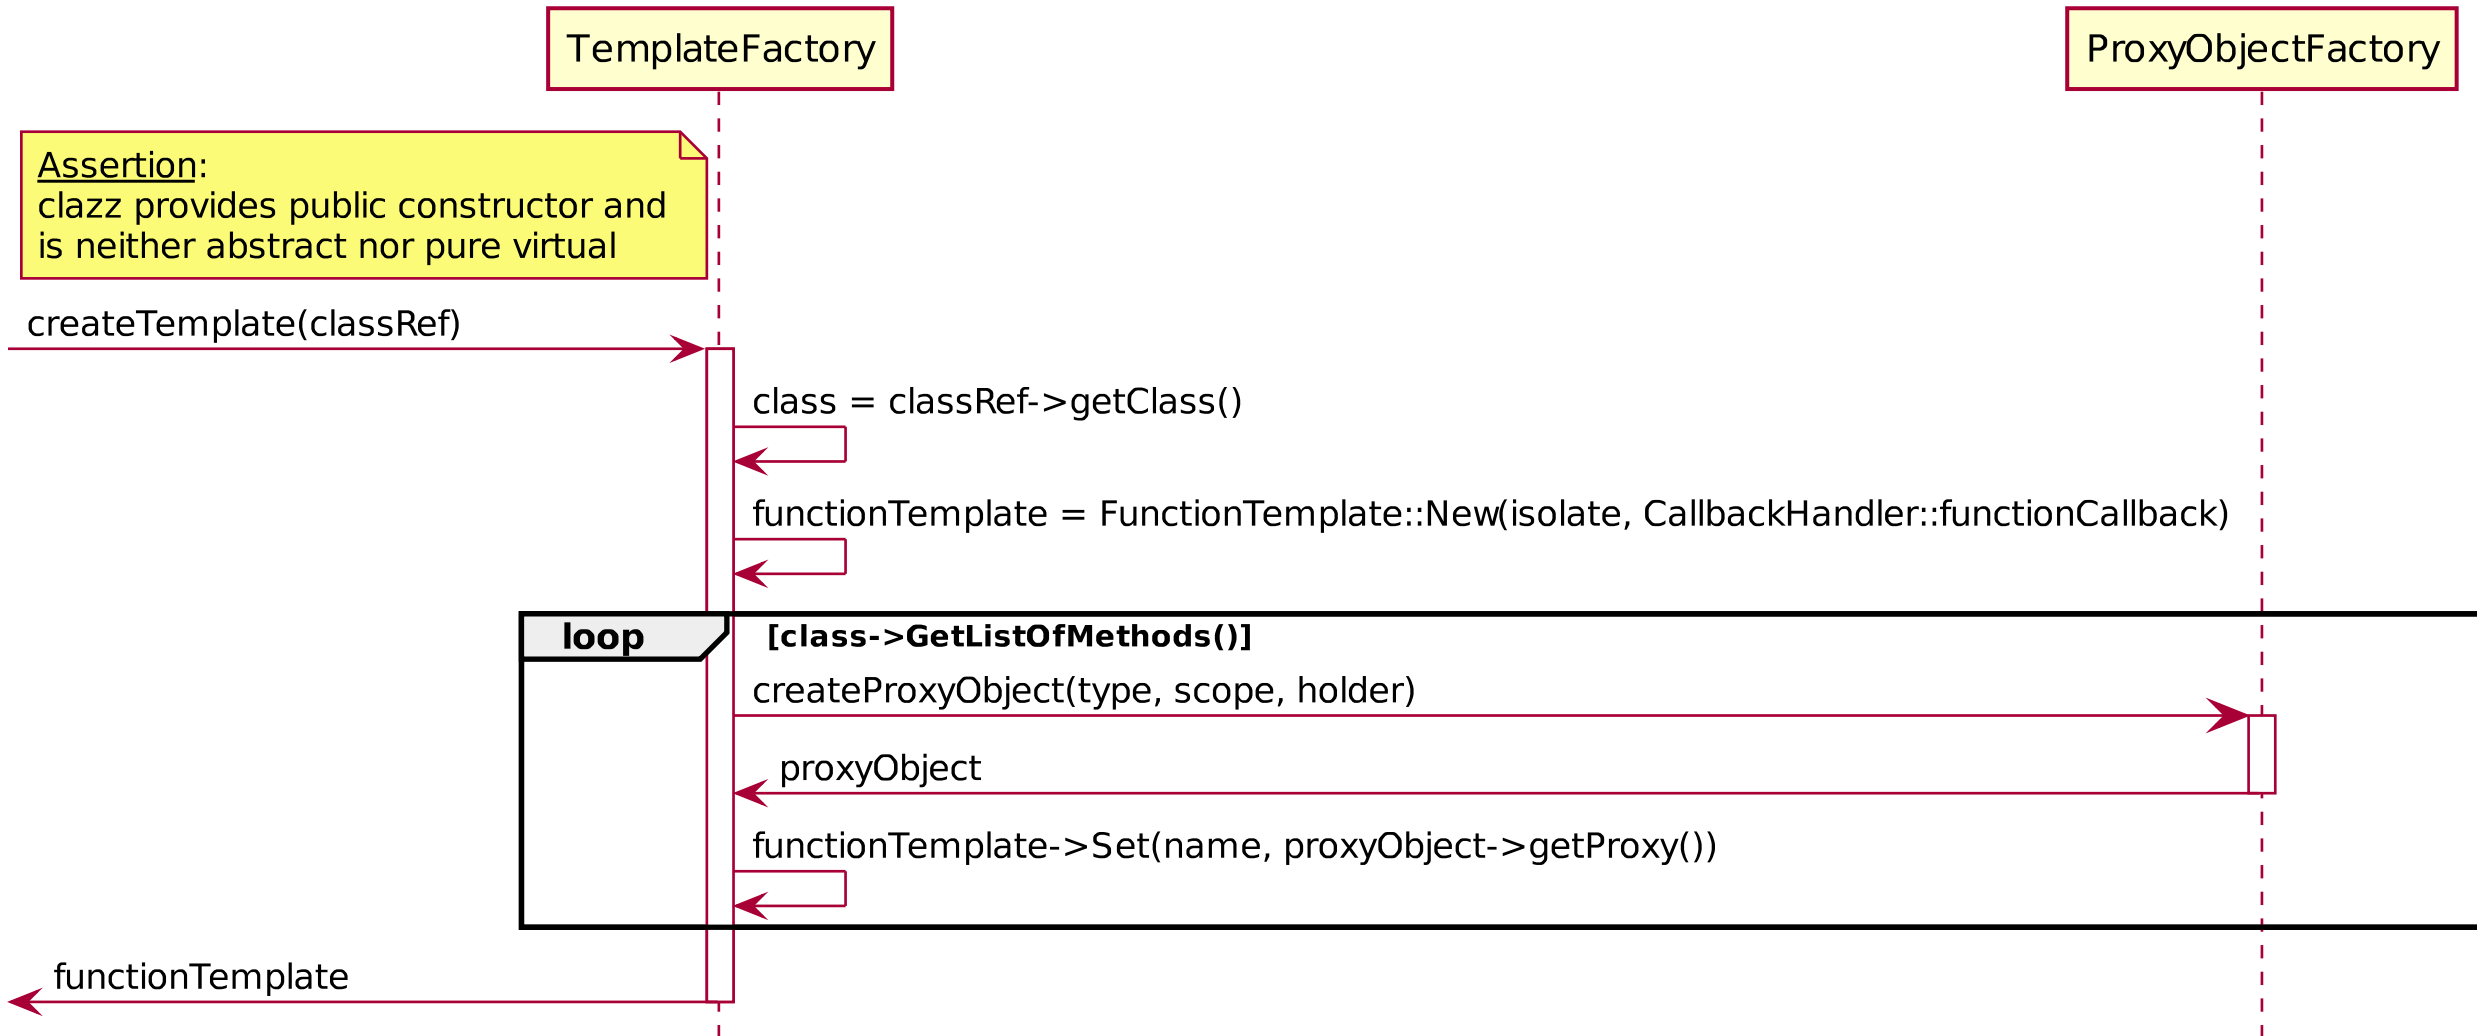 TemplateFactory
ProxyObjectFactory
Assertion:
clazz provides public constructor and
is neither abstract nor pure virtual
createTemplate(classRef)
class = classRef->getClass()
functionTemplate = FunctionTemplate::New(isolate, CallbackHandler::functionCallback)
loop [class->GetListOfMethods()]
createProxyObject(type, scope, holder)
proxyObject
functionTemplate->Set(name, proxyObject->getProxy())
functionTemplate